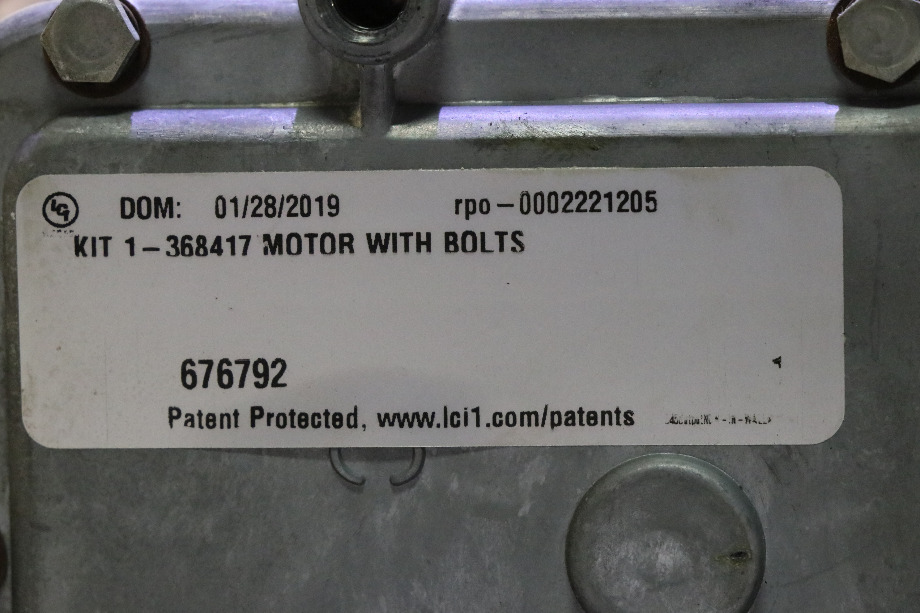 LCI DOM: 01/28/2019 rpo-0002221205
KIT 1-368417 MOTOR WITH BOLTS
676792
Patent Protected, www.lci1.com/patents